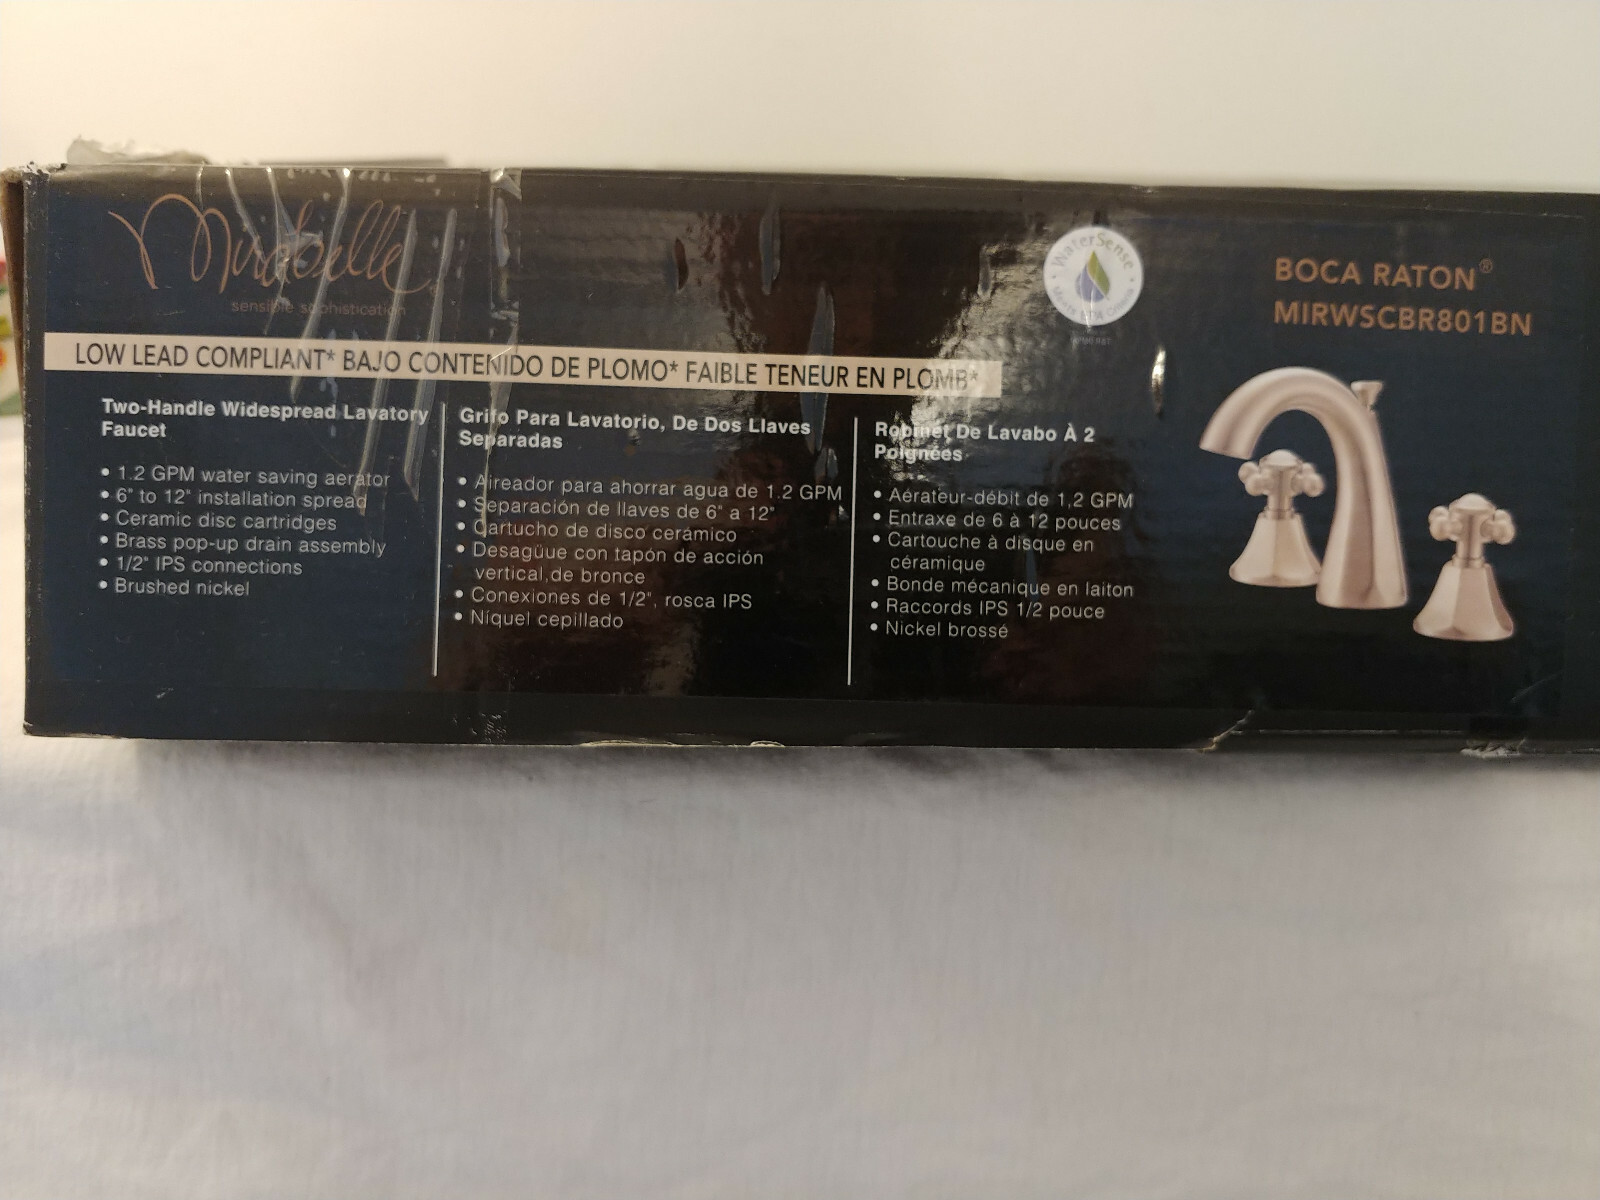 Mirabelle
sensible sophistication
WaterSense
Meets EPA Criteria
BOCA RATON®
MIRWSCBR801BN
LOW LEAD COMPLIANT* BAJO CONTENIDO DE PLOMO* FAIBLE TENEUR EN PLOMB*
Two-Handle Widespread Lavatory
Faucet
• 1.2 GPM water saving aerator
• 6" to 12" installation spread
• Ceramic disc cartridges
• Brass pop-up drain assembly
• 1/2" IPS connections
• Brushed nickel
Grifo Para Lavatorio, De Dos Llaves
Separadas
• Aireador para ahorrar agua de 1.2 GPM
• Separación de llaves de 6" a 12"
• Cartucho de disco cerámico
• Desagüue con tapón de acción
vertical,de bronce
• Conexiones de 1/2", rosca IPS
• Níquel cepillado
Robinet De Lavabo À 2
Poignées
• Aérateur-débit de 1,2 GPM
• Entraxe de 6 à 12 pouces
• Cartouche à disque en
céramique
• Bonde mécanique en laiton
• Raccords IPS 1/2 pouce
• Nickel brossé